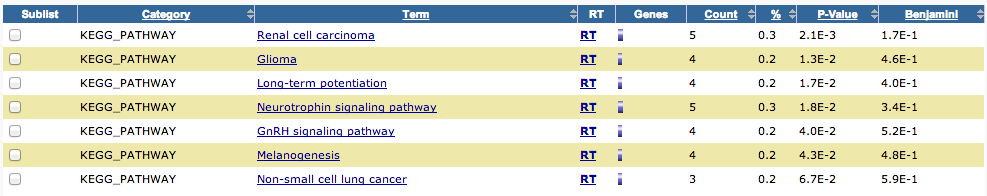 Sublist Category Term RT Genes Count % P-Value Benjamini
KEGG_PATHWAY Renal cell carcinoma RT 5 0.3 2.1E-3 1.7E-1
KEGG_PATHWAY Glioma RT 4 0.2 1.3E-2 4.6E-1
KEGG_PATHWAY Long-term potentiation RT 4 0.2 1.7E-2 4.0E-1
KEGG_PATHWAY Neurotrophin signaling pathway RT 5 0.3 1.8E-2 3.4E-1
KEGG_PATHWAY GnRH signaling pathway RT 4 0.2 4.0E-2 5.2E-1
KEGG_PATHWAY Melanogenesis RT 4 0.2 4.3E-2 4.8E-1
KEGG_PATHWAY Non-small cell lung cancer RT 3 0.2 6.7E-2 5.9E-1